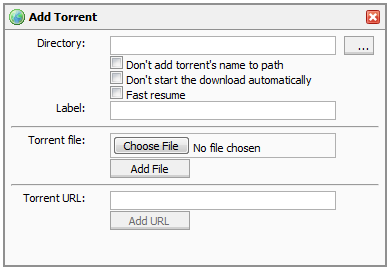 Add Torrent
Directory:
...
Don't add torrent's name to path
Don't start the download automatically
Fast resume
Label:
Torrent file:
Choose File No file chosen
Add File
Torrent URL:
Add URL